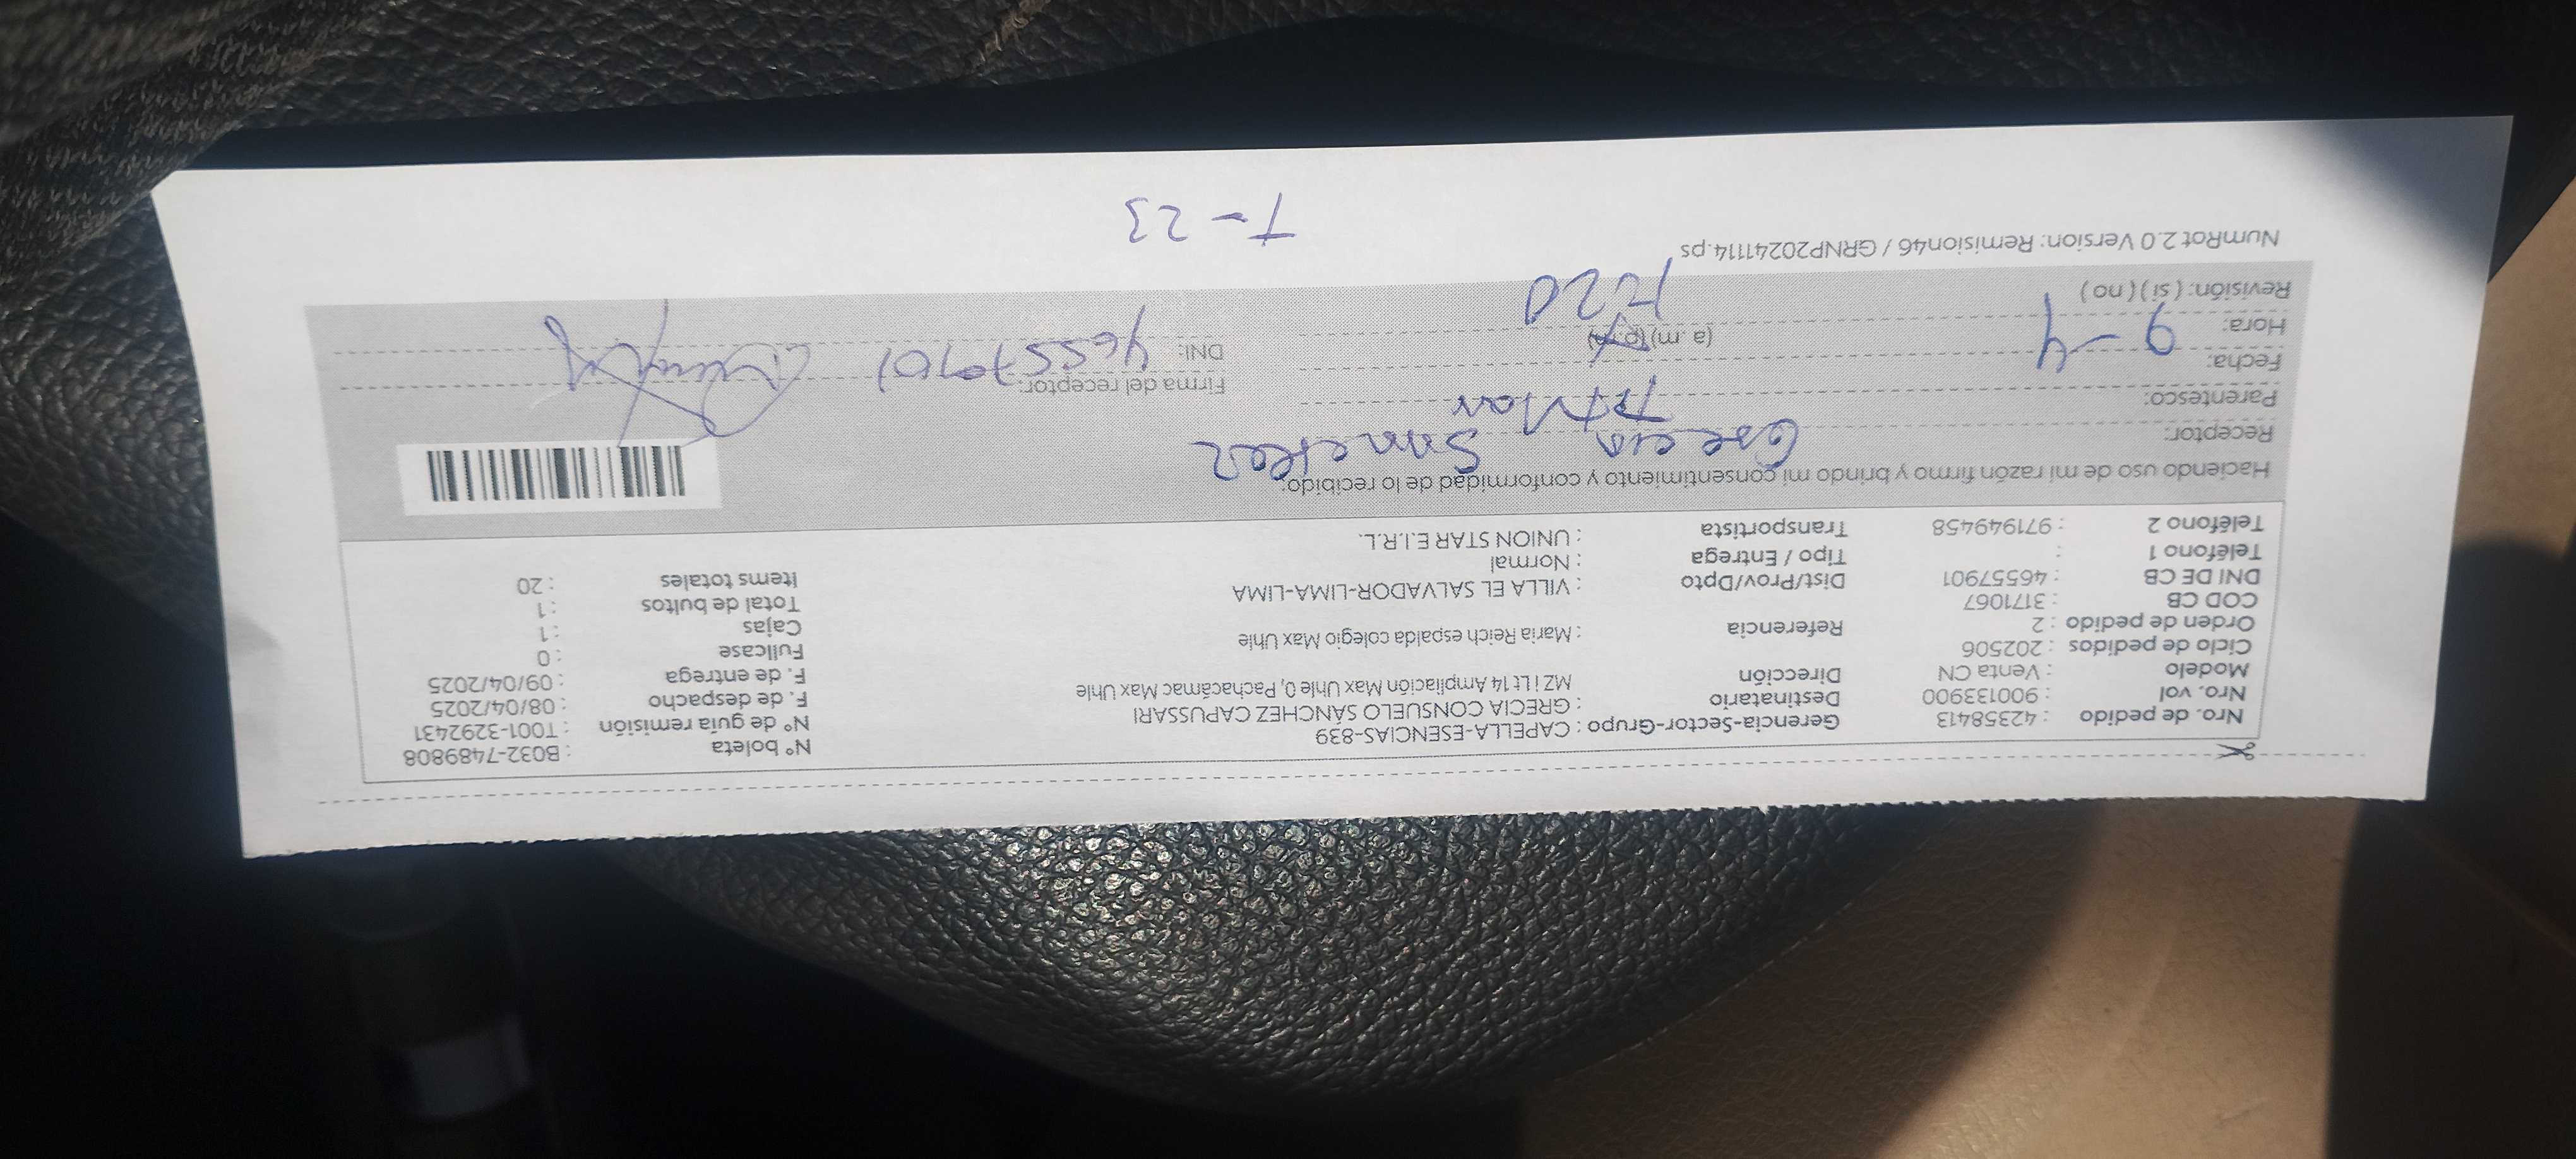 Nro. de pedido : 42358413 Gerencia-Sector-Grupo : CAPELLA-ESENCIAS-839 N° boleta : B032-7489808
Nro. vol : 900133900 Destinatario : GRECIA CONSUELO SANCHEZ CAPUSSARI N° de guía remisión : T001-3292431
Modelo : Venta CN Dirección MZ I Lt 14 Ampliación Max Uhle 0, Pachacámac Max Uhle F. de despacho : 08/04/2025
Ciclo de pedidos : 202506 F. de entrega : 09/04/2025
Orden de pedido : 2 Referencia : Maria Reich espalda colegio Max Uhle Fullcase : 0
COD CB : 3171067 Cajas : 1
DNI DE CB : 46557901 Dist/Prov/Dpto : VILLA EL SALVADOR-LIMA-LIMA Total de bultos : 1
Teléfono 1 : Tipo / Entrega : Normal Items totales : 20
Teléfono 2 : 971949458 Transportista : UNION STAR E.I.R.L.
Haciendo uso de mi razón firmo y brindo mi consentimiento y conformidad de lo recibido:
Receptor: Grecia Sanchez
Parentesco: Firma del receptor:
Fecha: 9-4 DNI: 46557901
Hora: (a .m) (p.m)
Revisión: ( si ) ( no )
NumRot 2.0 Version: Remision46 / GRNP20241114.ps
T-23